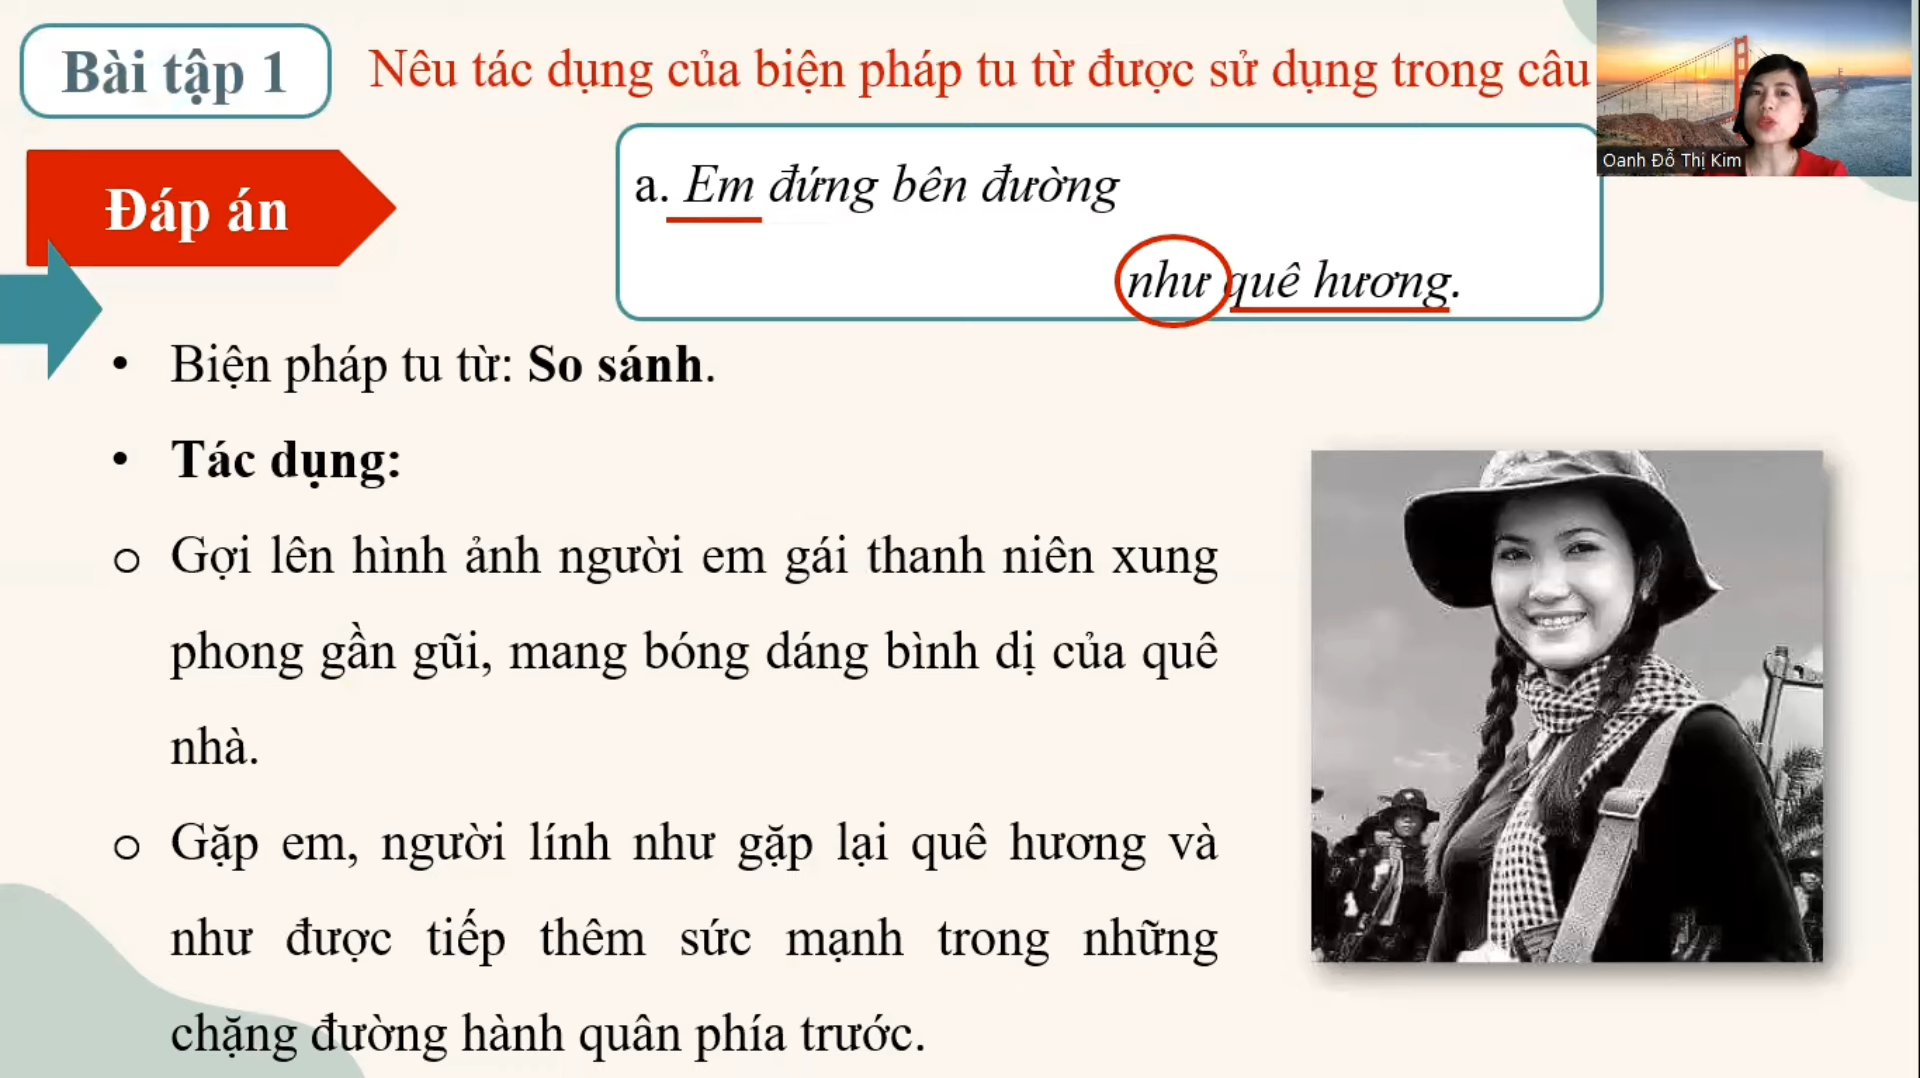 Bài tập 1
Nêu tác dụng của biện pháp tu từ được sử dụng trong câu
Oanh Đỗ Thị Kim
Đáp án
a. Em đứng bên đường
như quê hương.
• Biện pháp tu từ: So sánh.
• Tác dụng:
o Gợi lên hình ảnh người em gái thanh niên xung
phong gần gũi, mang bóng dáng bình dị của quê
nhà.
o Gặp em, người lính như gặp lại quê hương và
như được tiếp thêm sức mạnh trong những
chặng đường hành quân phía trước.